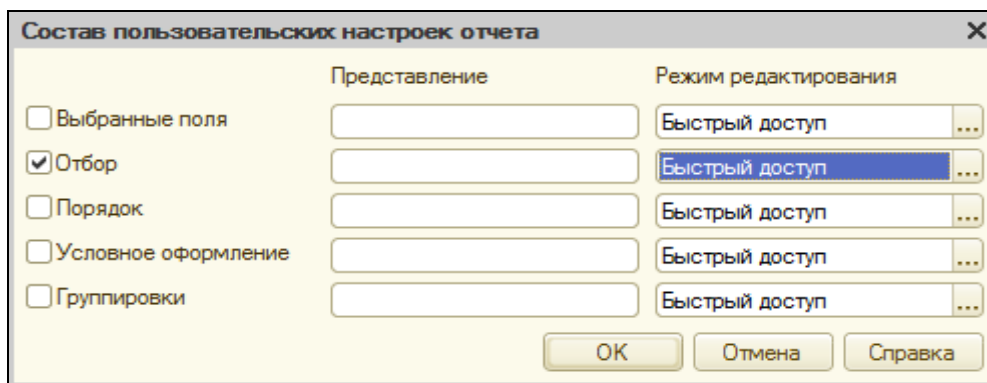 Состав пользовательских настроек отчета
Представление Режим редактирования
Выбранные поля Быстрый доступ ...
Отбор Быстрый доступ ...
Порядок Быстрый доступ ...
Условное оформление Быстрый доступ ...
Группировки Быстрый доступ ...
OK Отмена Справка